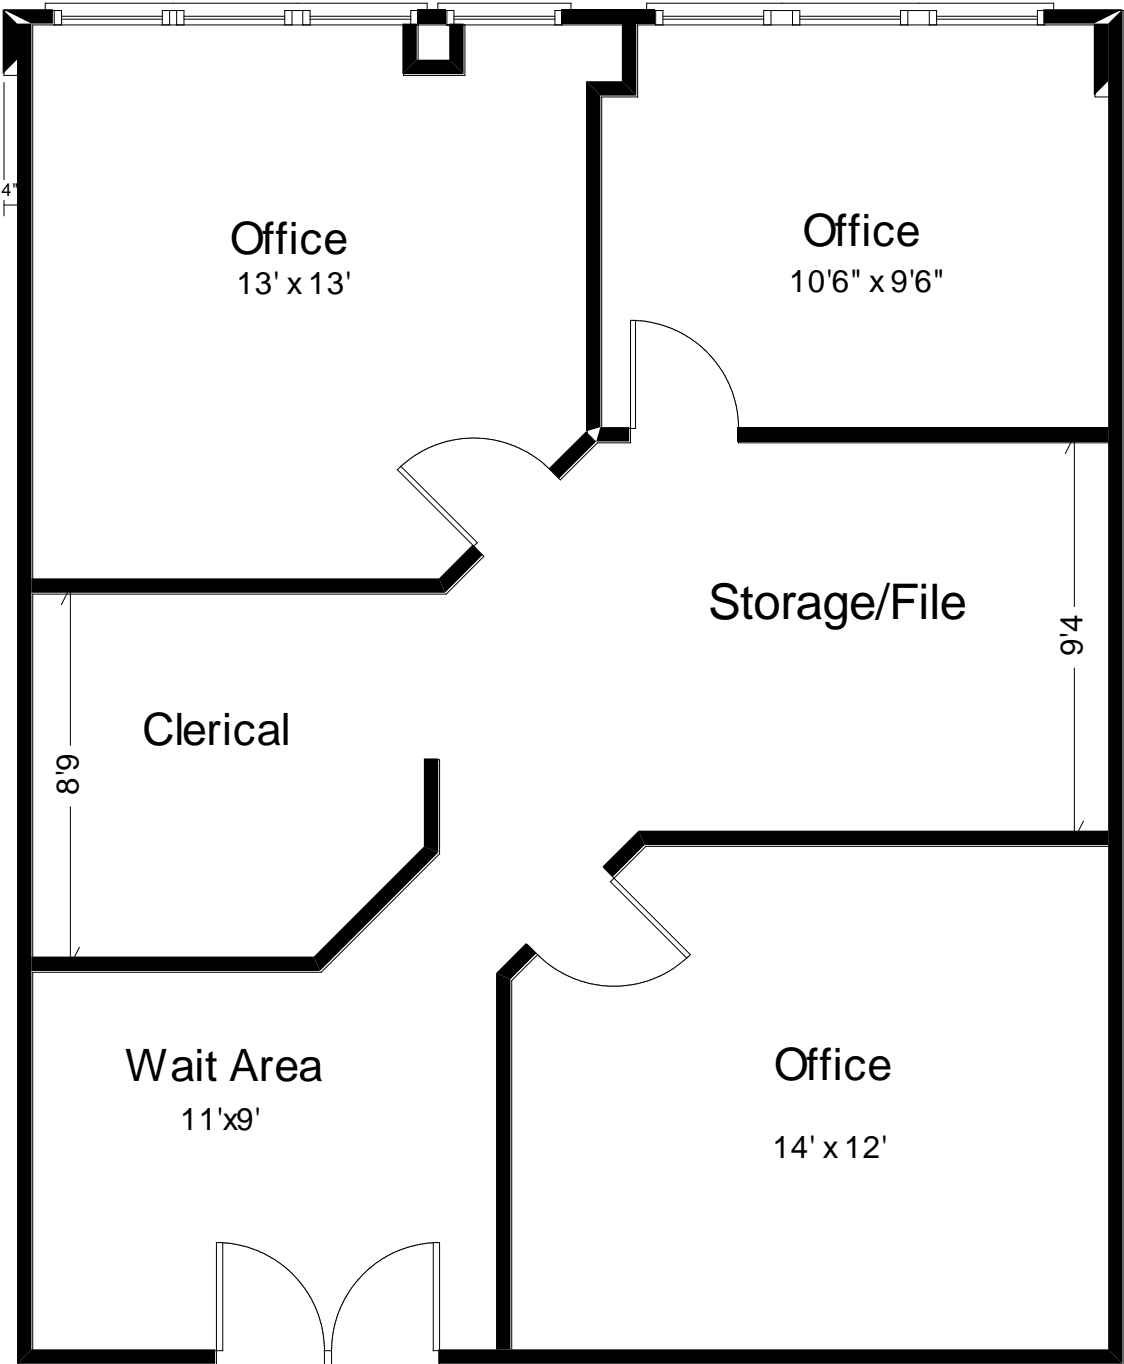 4"
Office
13' x 13'
Office
10'6" x 9'6"
Storage/File
9'4
Clerical
8'9
Wait Area
11'x9'
Office
14' x 12'